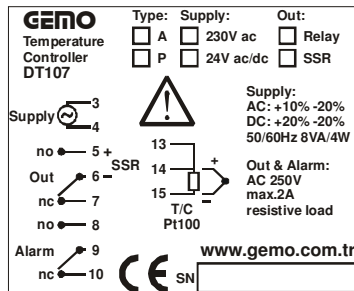 GEMO
Temperature
Controller
DT107
Type: Supply: Out:
A 230V ac Relay
P 24V ac/dc SSR
Supply 3
4
no 5 + SSR
Out 6 –
nc 7
no 8
Alarm 9
nc 10
13
14 +
15 –
T/C
Pt100
Supply:
AC: +10% -20%
DC: +20% -20%
50/60Hz 8VA/4W
Out & Alarm:
AC 250V
max.2A
resistive load
www.gemo.com.tr
CE SN